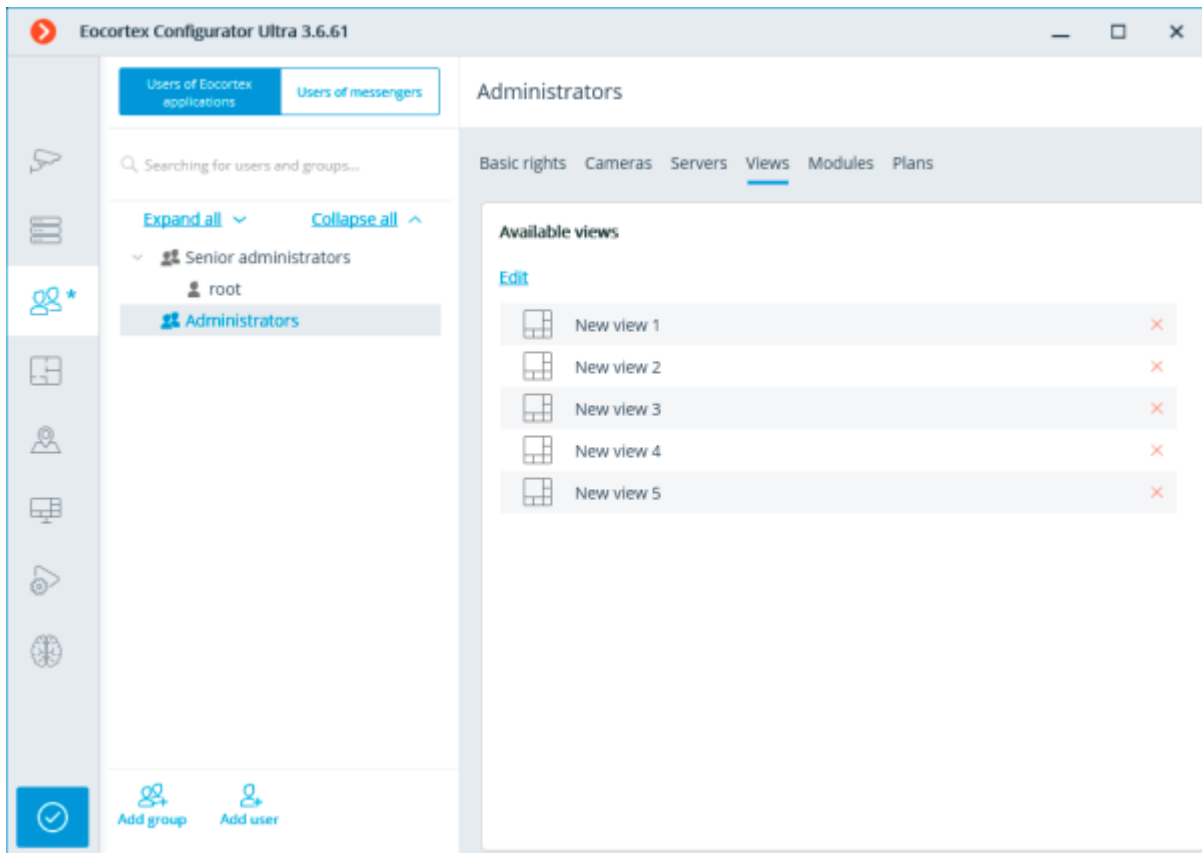 Eocortex Configurator Ultra 3.6.61
Users of Eocortex
applications
Users of messengers
Searching for users and groups...
Expand all
Collapse all
Senior administrators
root
Administrators
Add group
Add user
Administrators
Basic rights Cameras Servers Views Modules Plans
Available views
Edit
New view 1
New view 2
New view 3
New view 4
New view 5